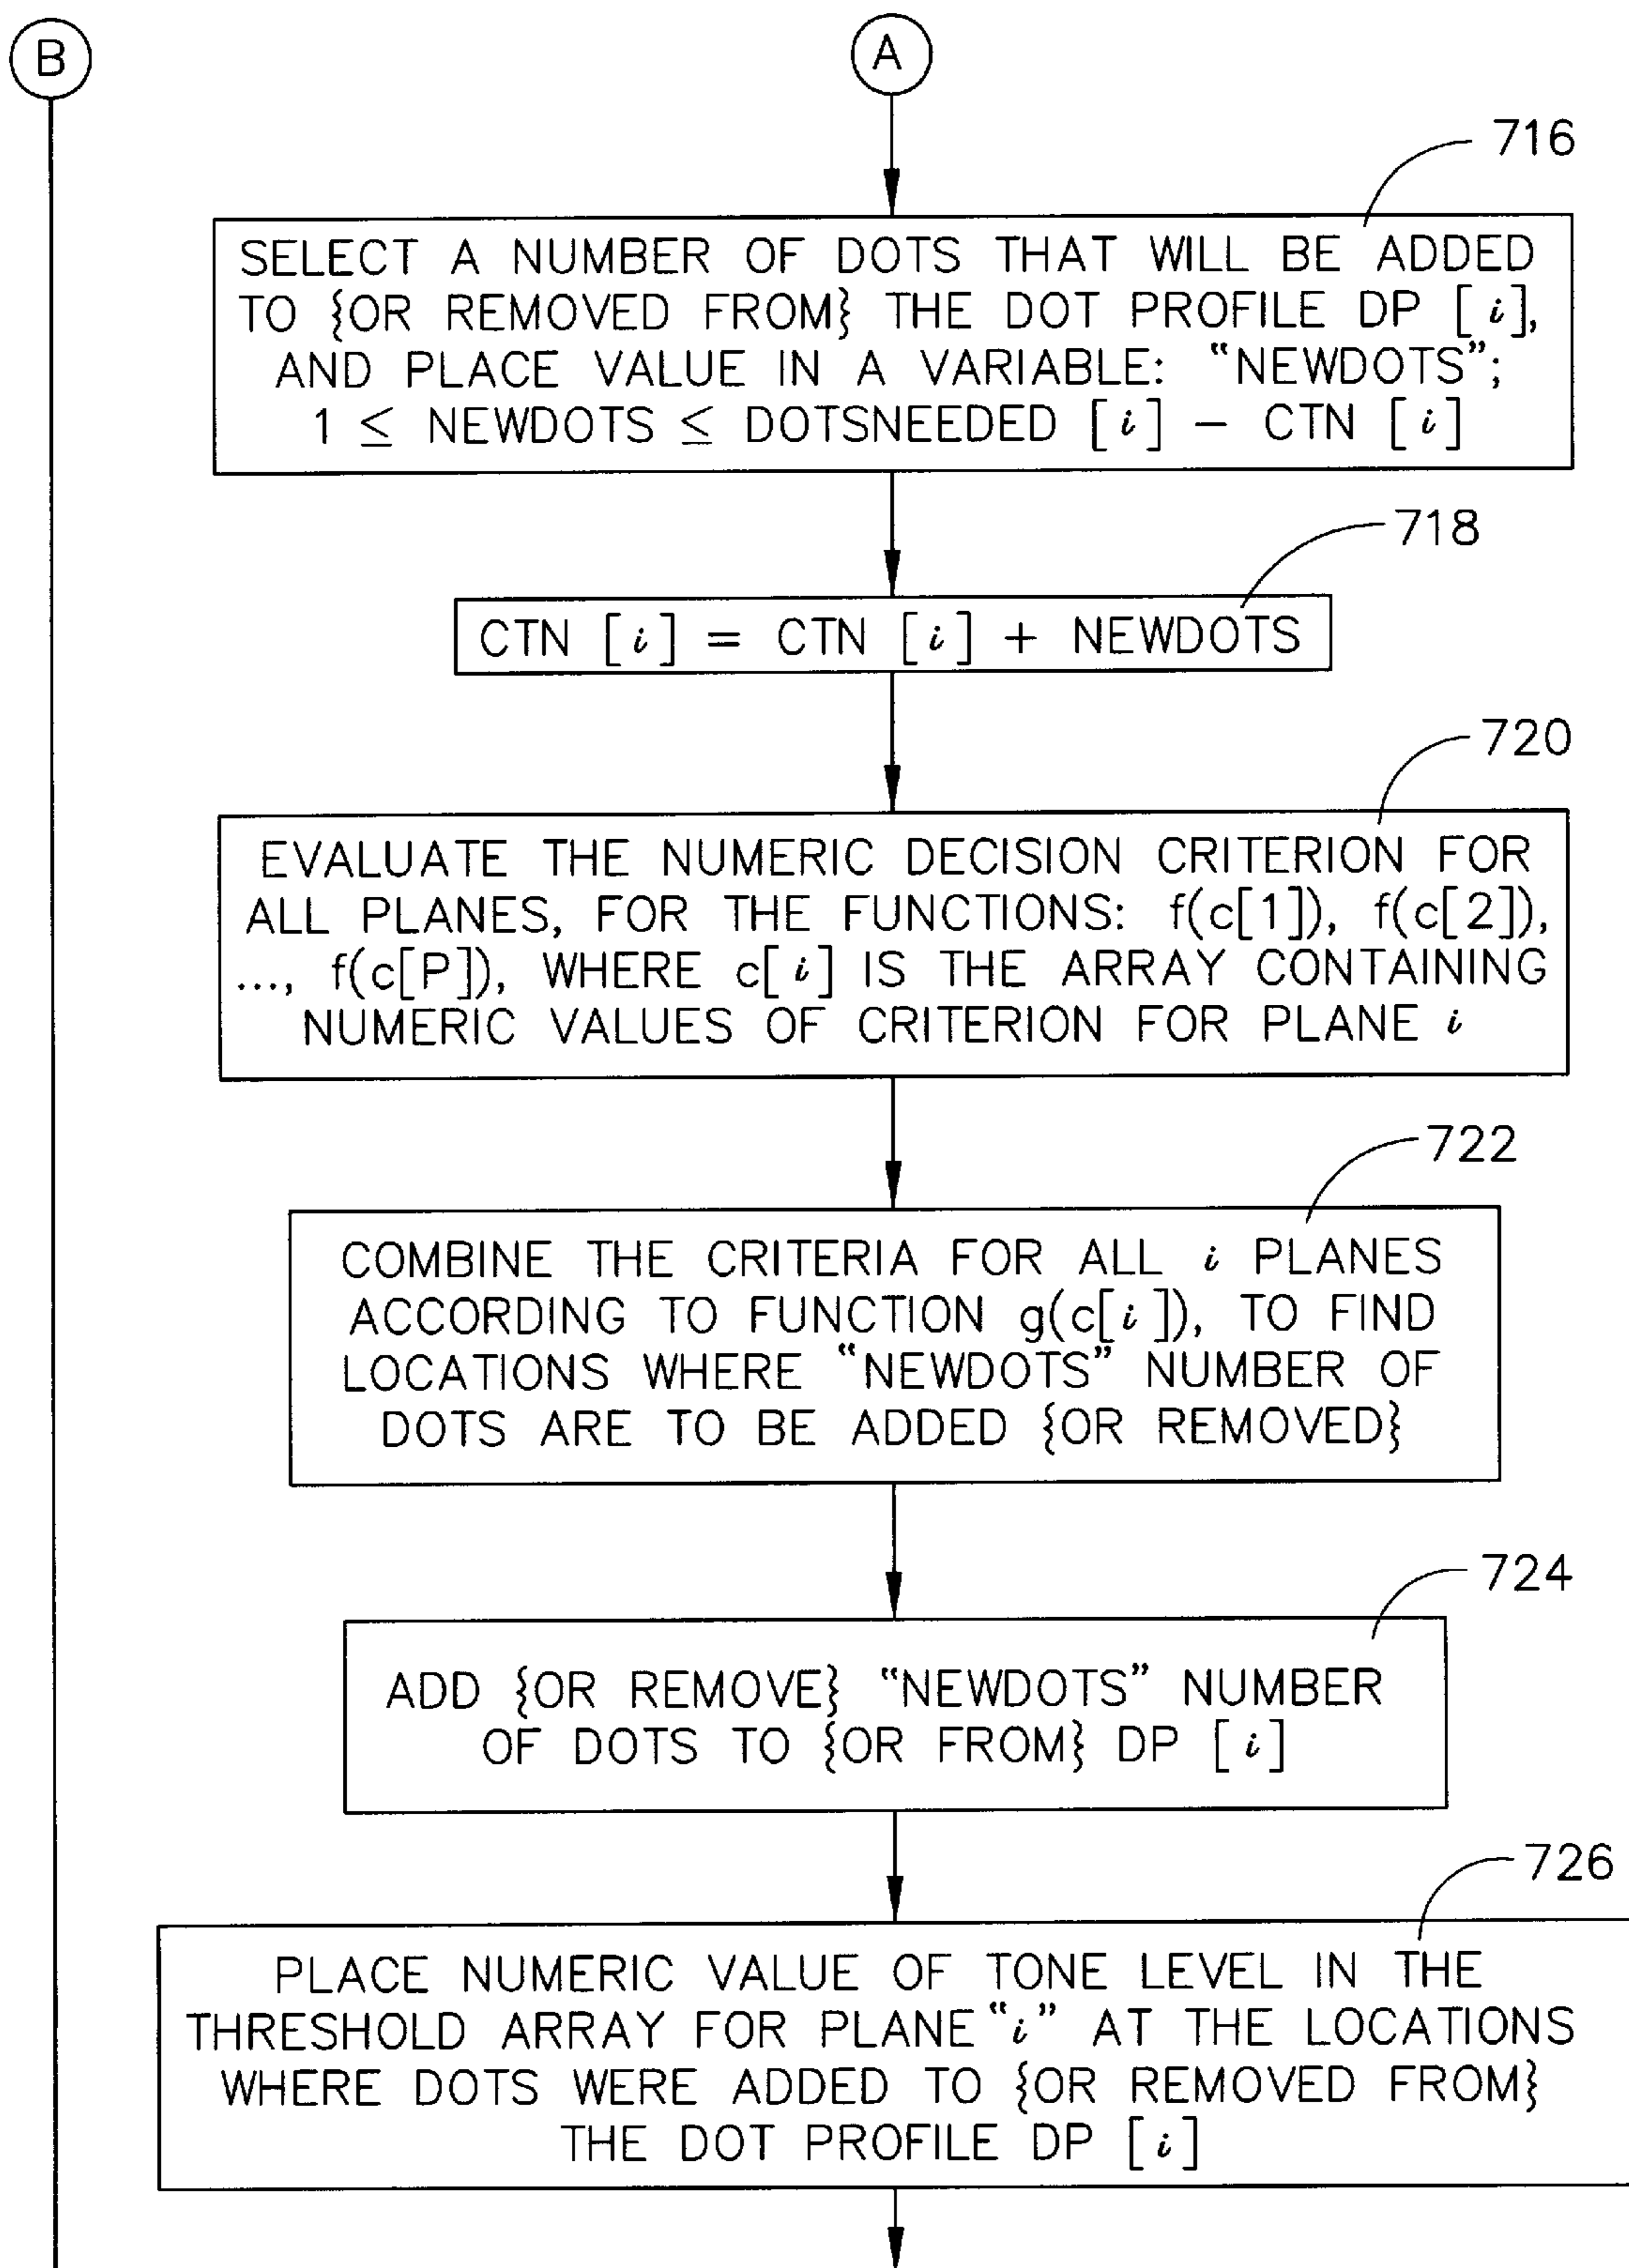 B
A
716
SELECT A NUMBER OF DOTS THAT WILL BE ADDED
TO {OR REMOVED FROM} THE DOT PROFILE DP [i],
AND PLACE VALUE IN A VARIABLE: “NEWDOTS”;
1 ≤ NEWDOTS ≤ DOTSNEEDED [i] – CTN [i]
718
CTN [i] = CTN [i] + NEWDOTS
720
EVALUATE THE NUMERIC DECISION CRITERION FOR
ALL PLANES, FOR THE FUNCTIONS: f(c[1]), f(c[2]),
..., f(c[P]), WHERE c[i] IS THE ARRAY CONTAINING
NUMERIC VALUES OF CRITERION FOR PLANE i
722
COMBINE THE CRITERIA FOR ALL i PLANES
ACCORDING TO FUNCTION g(c[i]), TO FIND
LOCATIONS WHERE “NEWDOTS” NUMBER OF
DOTS ARE TO BE ADDED {OR REMOVED}
724
ADD {OR REMOVE} “NEWDOTS” NUMBER
OF DOTS TO {OR FROM} DP [i]
726
PLACE NUMERIC VALUE OF TONE LEVEL IN THE
THRESHOLD ARRAY FOR PLANE “i” AT THE LOCATIONS
WHERE DOTS WERE ADDED TO {OR REMOVED FROM}
THE DOT PROFILE DP [i]